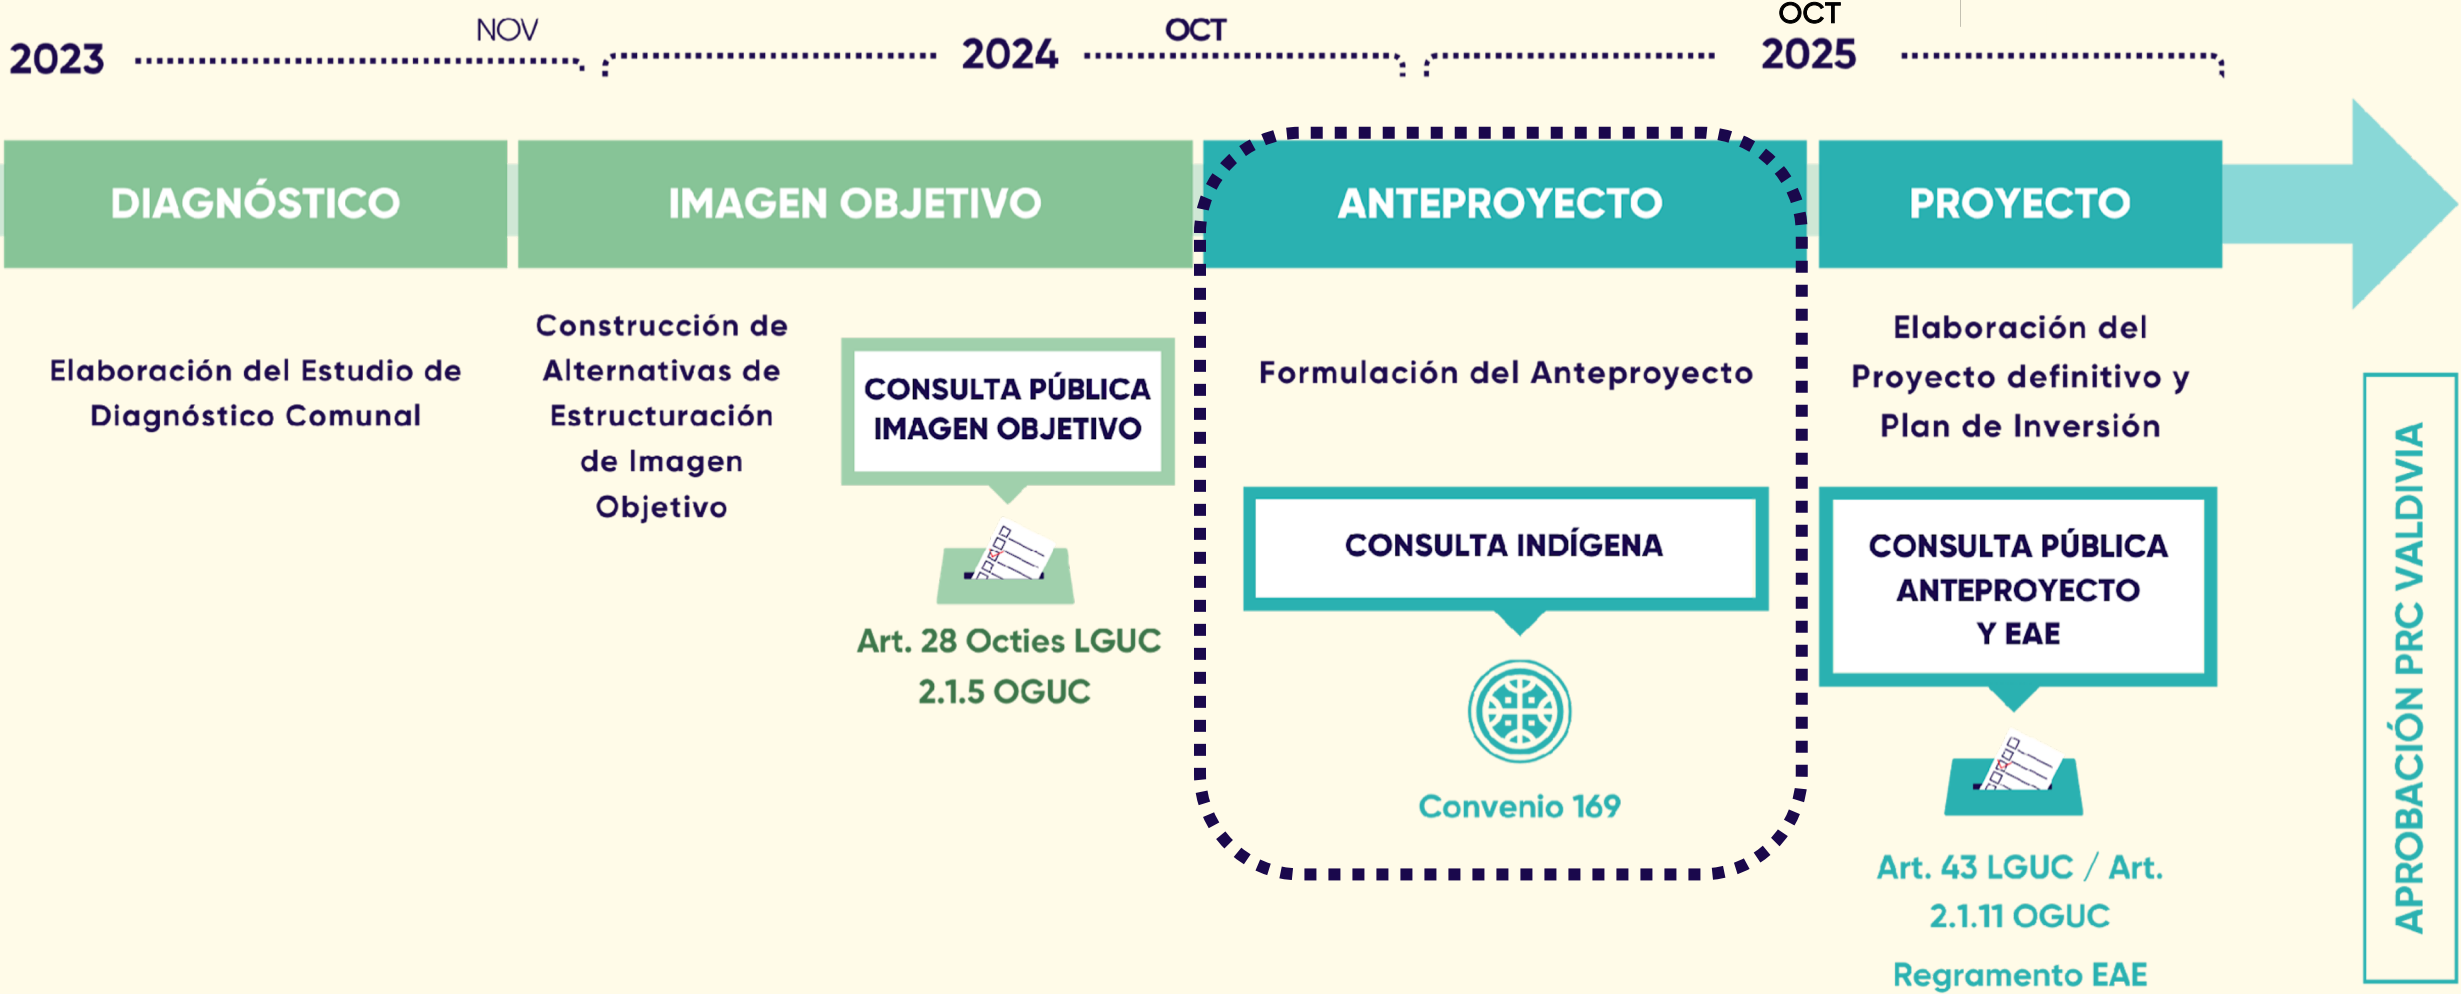 2023
NOV
2024
OCT
OCT
2025
DIAGNÓSTICO
IMAGEN OBJETIVO
ANTEPROYECTO
PROYECTO
Elaboración del Estudio de
Diagnóstico Comunal
Construcción de
Alternativas de
Estructuración
de Imagen
Objetivo
CONSULTA PÚBLICA
IMAGEN OBJETIVO
Art. 28 Octies LGUC
2.1.5 OGUC
Formulación del Anteproyecto
CONSULTA INDÍGENA
Convenio 169
Elaboración del
Proyecto definitivo y
Plan de Inversión
CONSULTA PÚBLICA
ANTEPROYECTO
Y EAE
Art. 43 LGUC / Art.
2.1.11 OGUC
Regramento EAE
APROBACIÓN PRC VALDIVIA